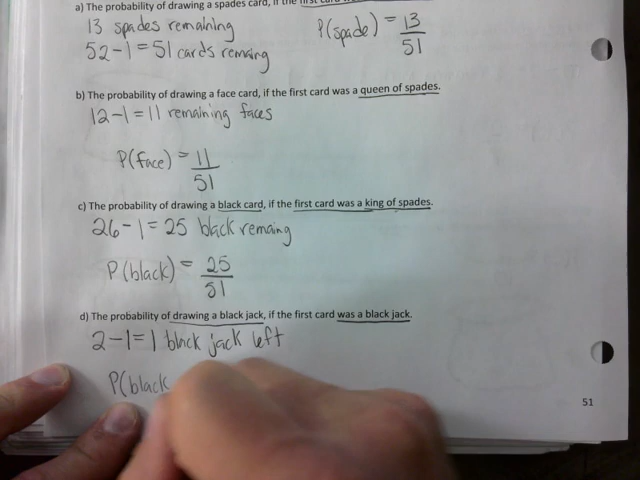 a) The probability of drawing a spades card, if the first card
13 spades remaining
P(spade) = 13
51
52-1=51 cards remaing
b) The probability of drawing a face card, if the first card was a queen of spades.
12-1=11 remaining faces
P(face) = 11
51
c) The probability of drawing a black card, if the first card was a king of spades.
26-1=25 black remaing
P(black) = 25
51
d) The probability of drawing a black jack, if the first card was a black jack.
2-1=1 black jack left
P(black
51